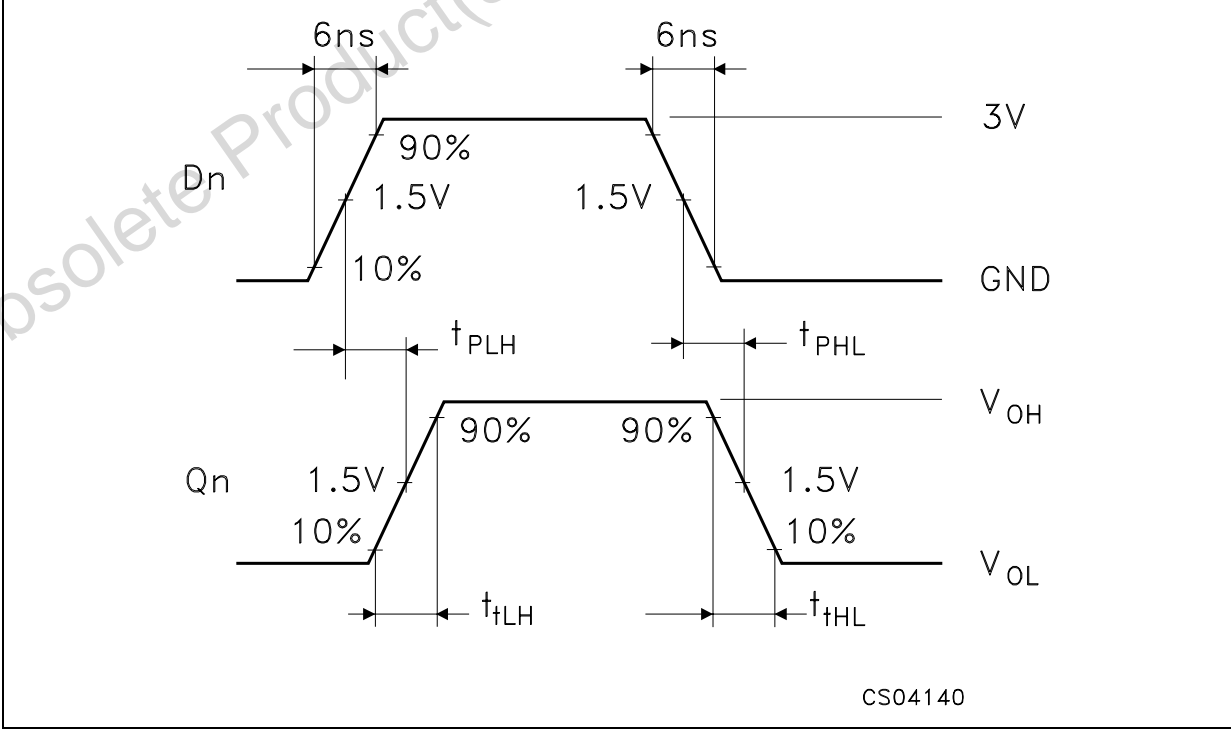 6ns 6ns
3V
90%
Dn
1.5V 1.5V
10%
GND
tPLH tPHL
VOH
90% 90%
Qn 1.5V 1.5V
10% 10%
VOL
ttLH ttHL
CS04140